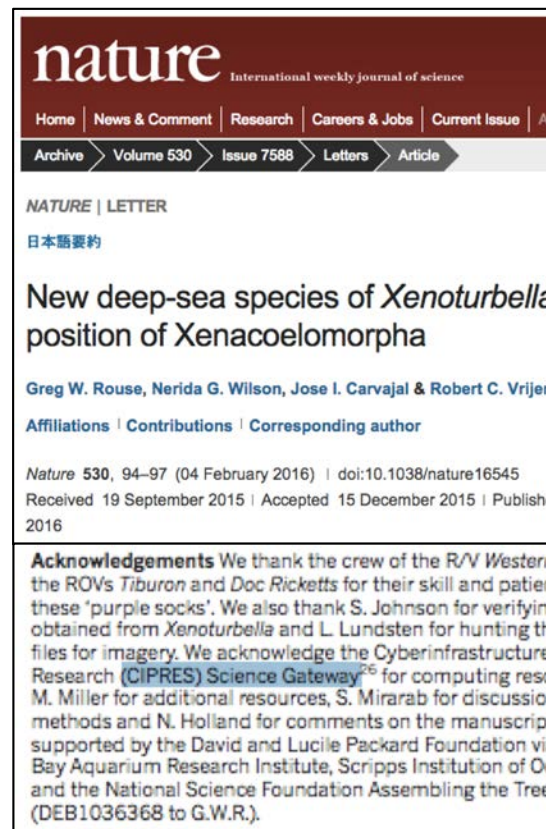 nature International weekly journal of science
Home News & Comment Research Careers & Jobs Current Issue A
Archive Volume 530 Issue 7588 Letters Article
NATURE | LETTER
日本語要約
New deep-sea species of Xenoturbella
position of Xenacoelomorpha
Greg W. Rouse, Nerida G. Wilson, Jose I. Carvajal & Robert C. Vrijen
Affiliations | Contributions | Corresponding author
Nature 530, 94–97 (04 February 2016) | doi:10.1038/nature16545
Received 19 September 2015 | Accepted 15 December 2015 | Publishe
2016
Acknowledgements We thank the crew of the R/V Western
the ROVs Tiburon and Doc Ricketts for their skill and patien
these ‘purple socks’. We also thank S. Johnson for verifyin
obtained from Xenoturbella and L. Lundsten for hunting th
files for imagery. We acknowledge the Cyberinfrastructure
Research (CIPRES) Science Gateway26 for computing reso
M. Miller for additional resources, S. Mirarab for discussio
methods and N. Holland for comments on the manuscrip
supported by the David and Lucile Packard Foundation vi
Bay Aquarium Research Institute, Scripps Institution of O
and the National Science Foundation Assembling the Tree
(DEB1036368 to G.W.R.).